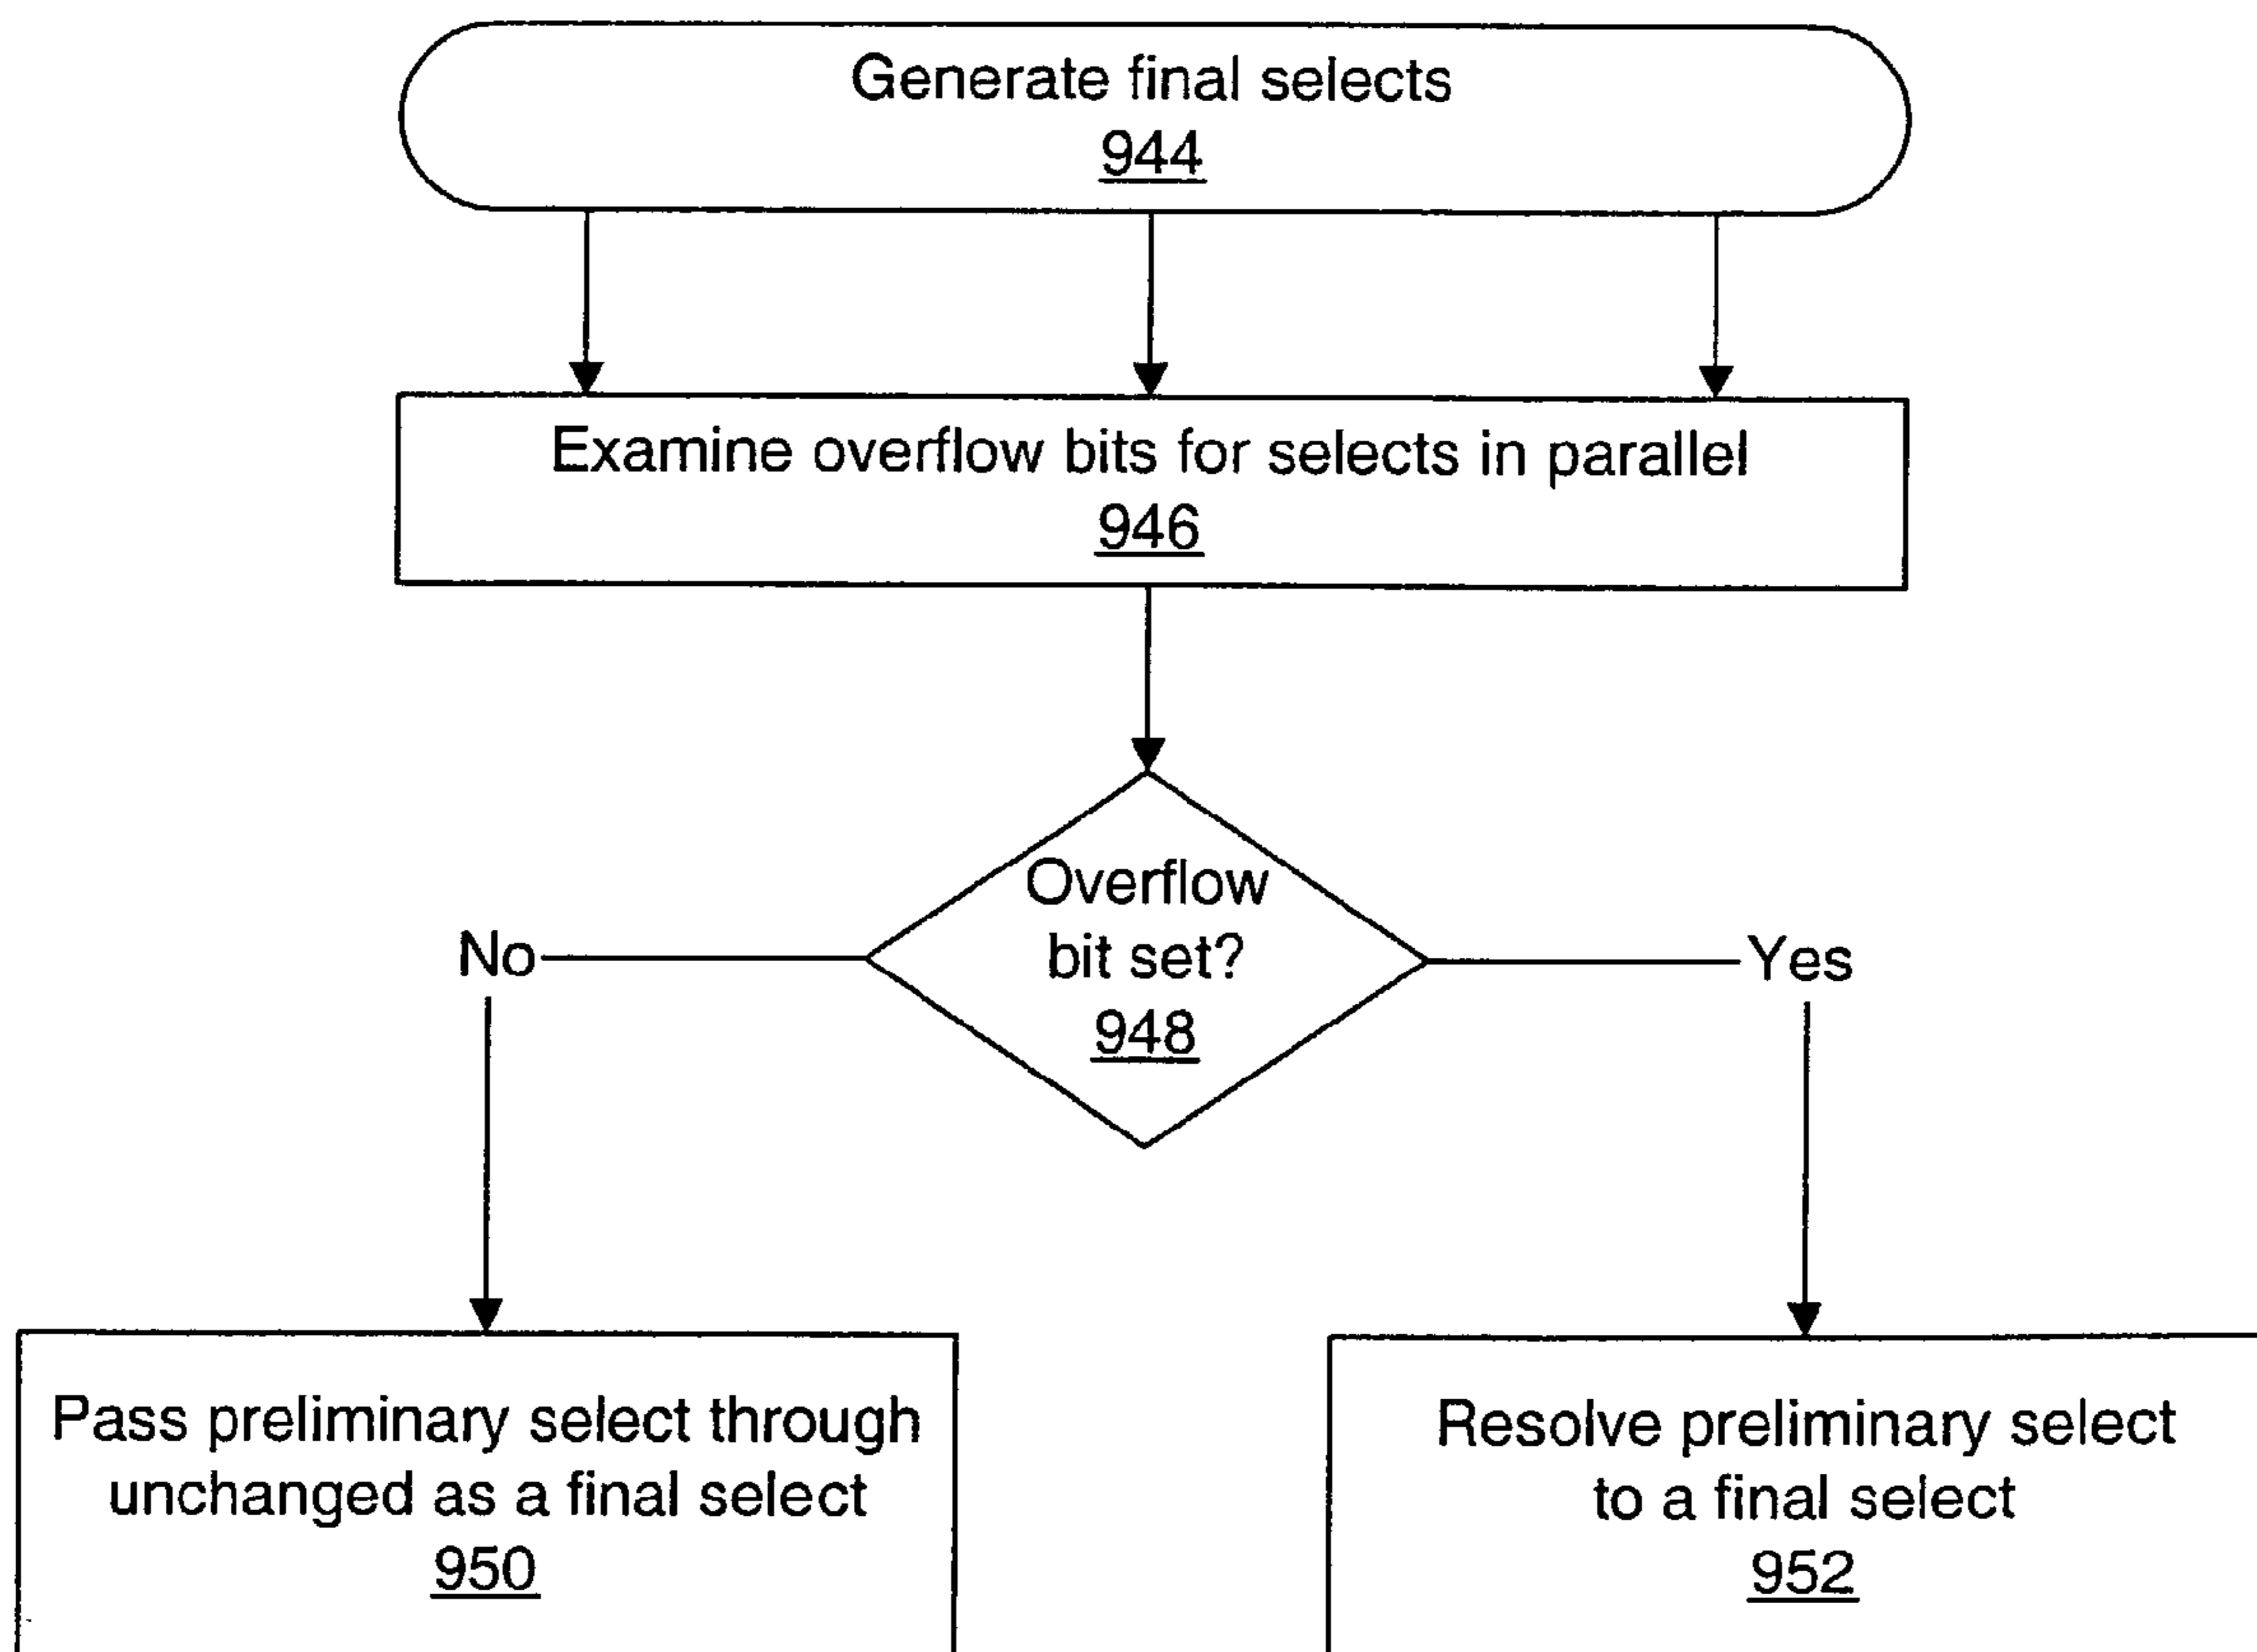 Generate final selects
944
Examine overflow bits for selects in parallel
946
Overflow
bit set?
948
No
Yes
Pass preliminary select through
unchanged as a final select
950
Resolve preliminary select
to a final select
952